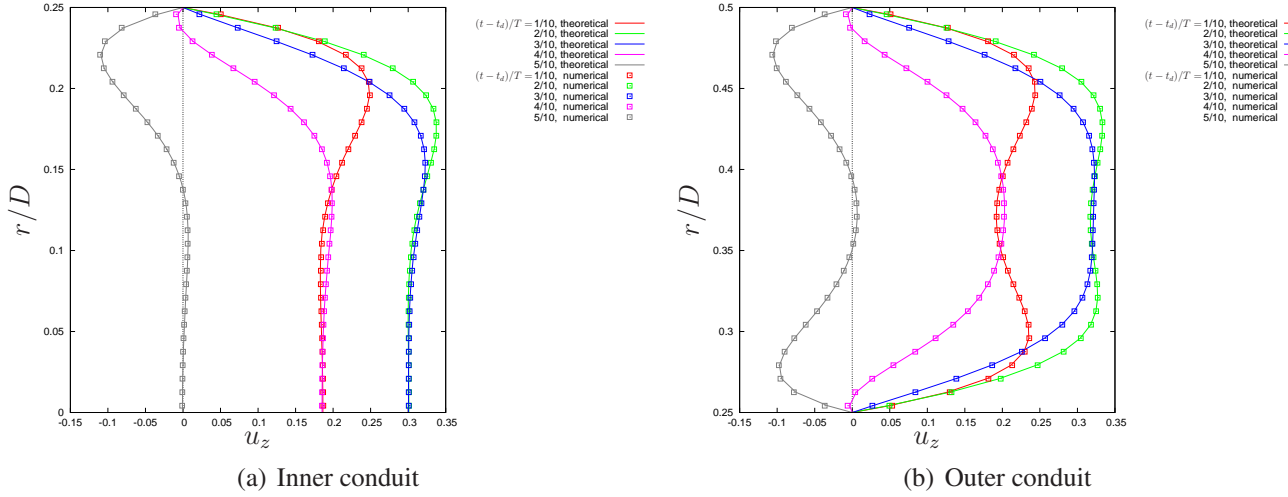 0.25
0.2
0.15
0.1
0.05
0
r/D
-0.15 -0.1 -0.05 0 0.05 0.1 0.15 0.2 0.25 0.3 0.35
u_z
(t − t_d)/T = 1/10, theoretical
2/10, theoretical
3/10, theoretical
4/10, theoretical
5/10, theoretical
(t − t_d)/T = 1/10, numerical
2/10, numerical
3/10, numerical
4/10, numerical
5/10, numerical
(a) Inner conduit
0.5
0.45
0.4
0.35
0.3
0.25
r/D
-0.15 -0.1 -0.05 0 0.05 0.1 0.15 0.2 0.25 0.3 0.35
u_z
(t − t_d)/T = 1/10, theoretical
2/10, theoretical
3/10, theoretical
4/10, theoretical
5/10, theoretical
(t − t_d)/T = 1/10, numerical
2/10, numerical
3/10, numerical
4/10, numerical
5/10, numerical
(b) Outer conduit